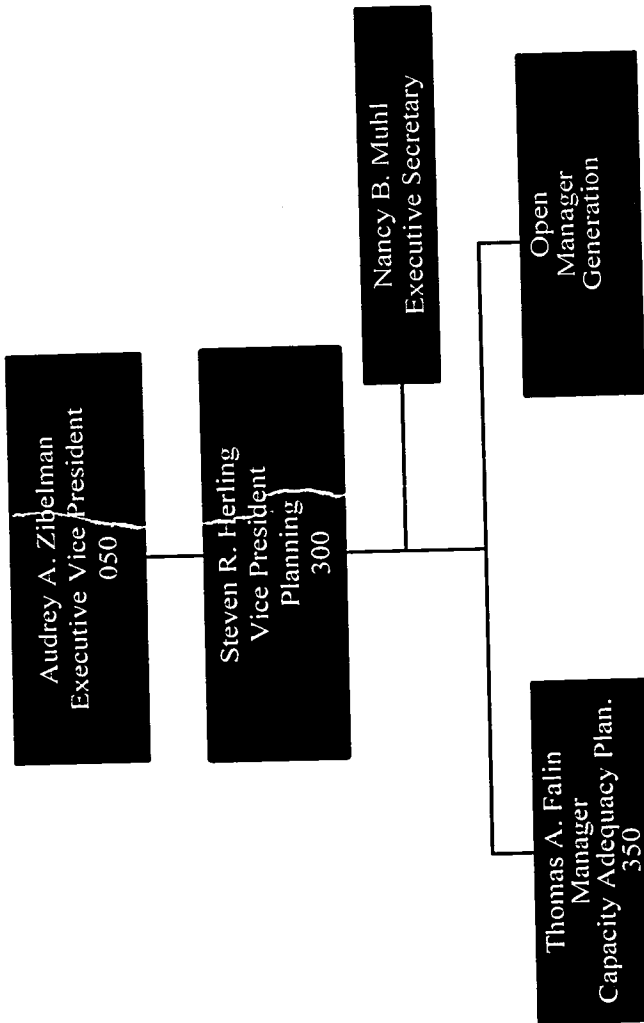 Audrey A. Zibelman
Executive Vice President
050
Steven R. Herling
Vice President
Planning
300
Nancy B. Muhl
Executive Secretary
Thomas A. Falin
Manager
Capacity Adequacy Plan.
350
Open
Manager
Generation